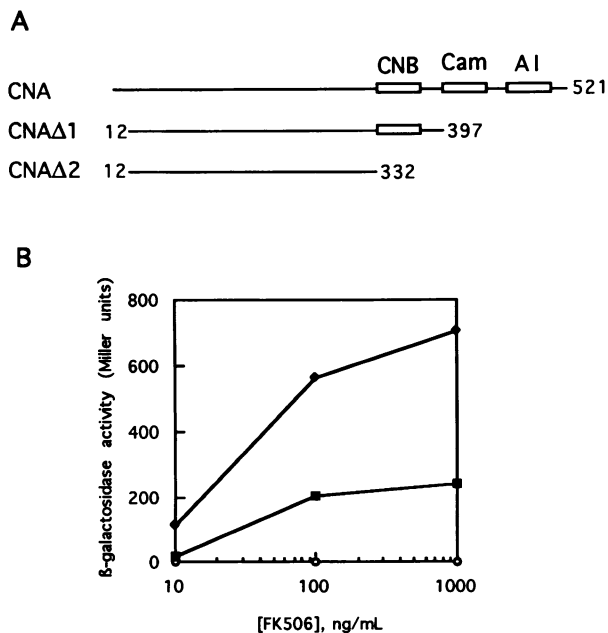 A
CNB Cam AI
CNA 521
CNAΔ1 12 397
CNAΔ2 12 332
B
ß-galactosidase activity (Miller units)
800
600
400
200
0
10 100 1000
[FK506], ng/mL